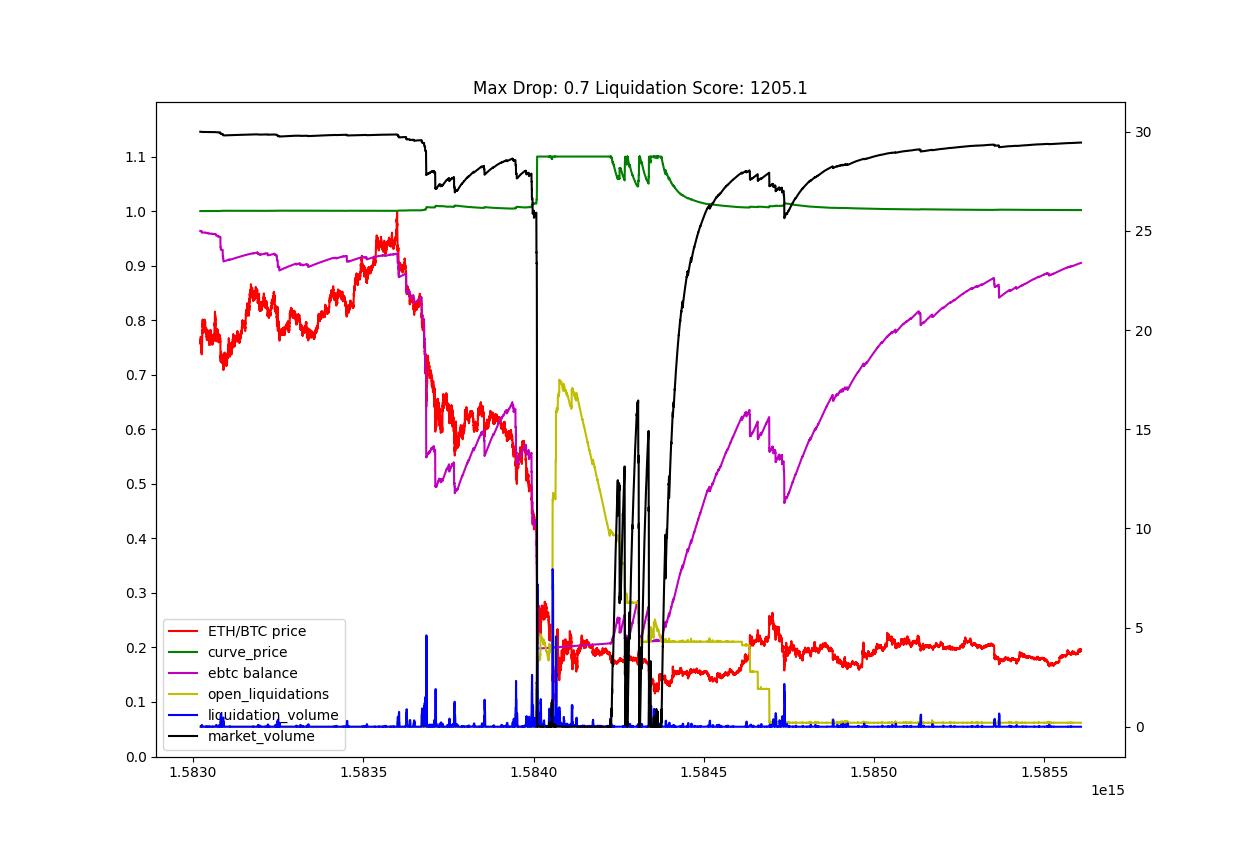 Max Drop: 0.7 Liquidation Score: 1205.1
1.1
1.0
0.9
0.8
0.7
0.6
0.5
0.4
0.3
0.2
0.1
0.0
30
25
20
15
10
5
0
ETH/BTC price
curve_price
ebtc balance
open_liquidations
liquidation_volume
market_volume
1.5830 1.5835 1.5840 1.5845 1.5850 1.5855
1e15